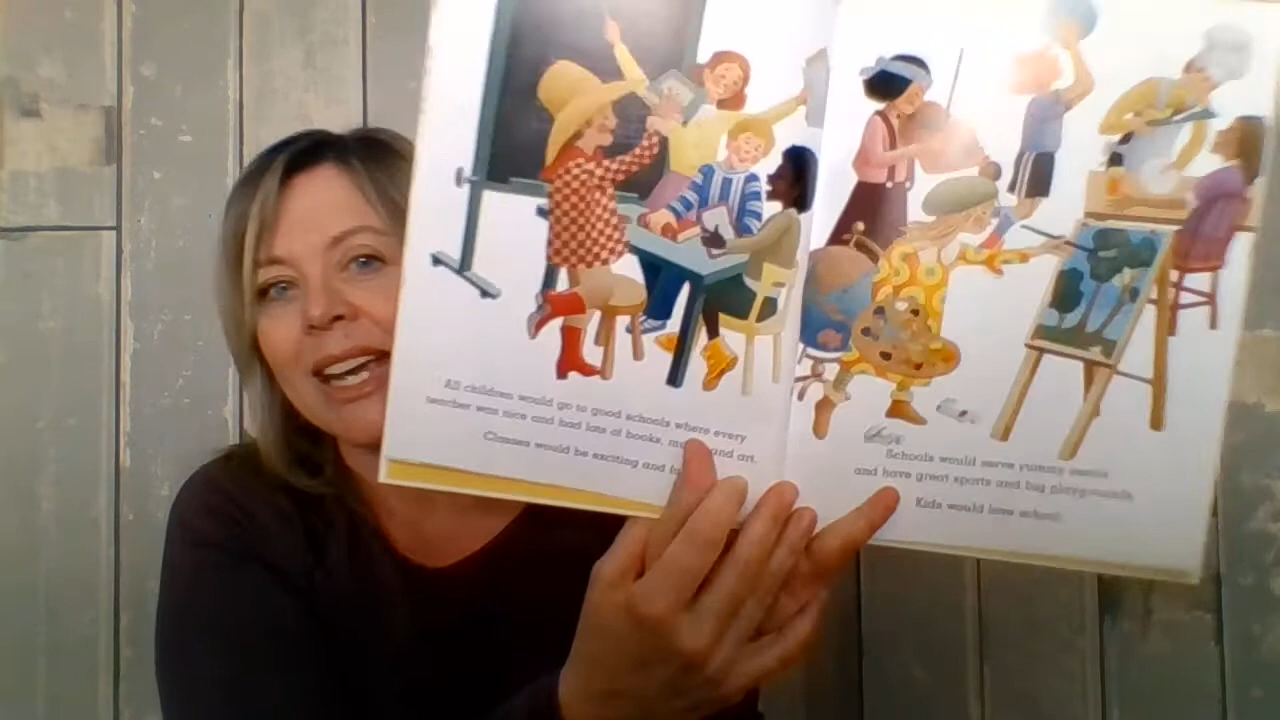 All children would go to good schools where every
teacher was nice and had lots of books, and art.
Classes would be exciting and
Schools would serve yummy
and have great sports and big playgrounds.
Kids would love school.